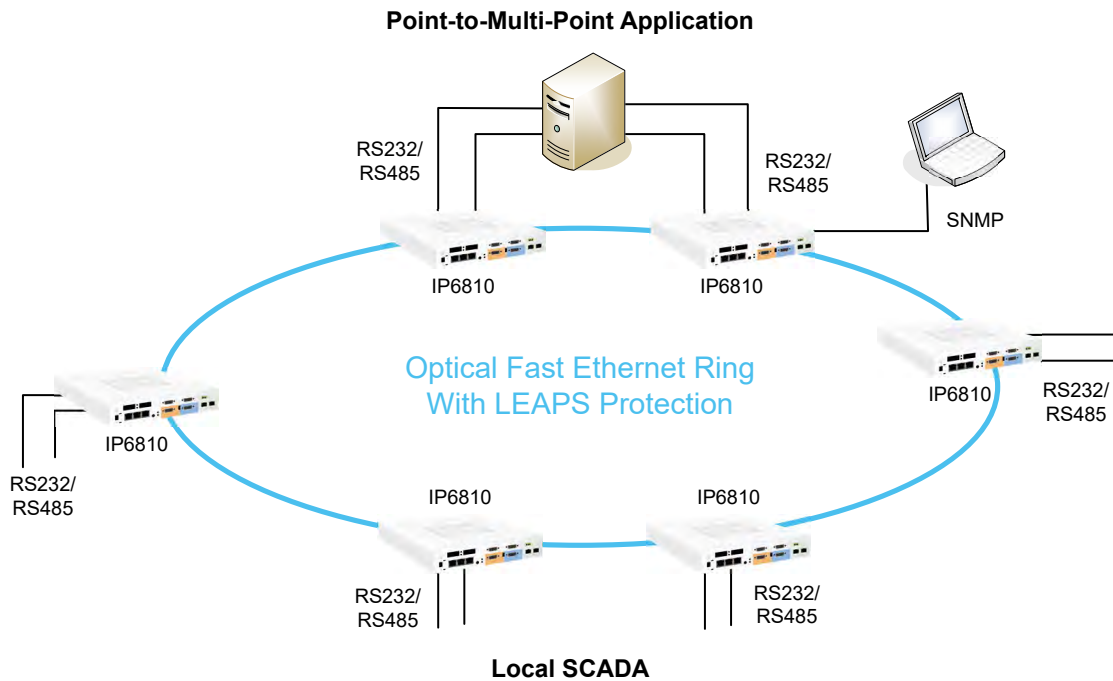 Point-to-Multi-Point Application
RS232/
RS485
RS232/
RS485
SNMP
IP6810
IP6810
Optical Fast Ethernet Ring
With LEAPS Protection
IP6810
RS232/
RS485
IP6810
RS232/
RS485
IP6810
IP6810
RS232/
RS485
RS232/
RS485
Local SCADA